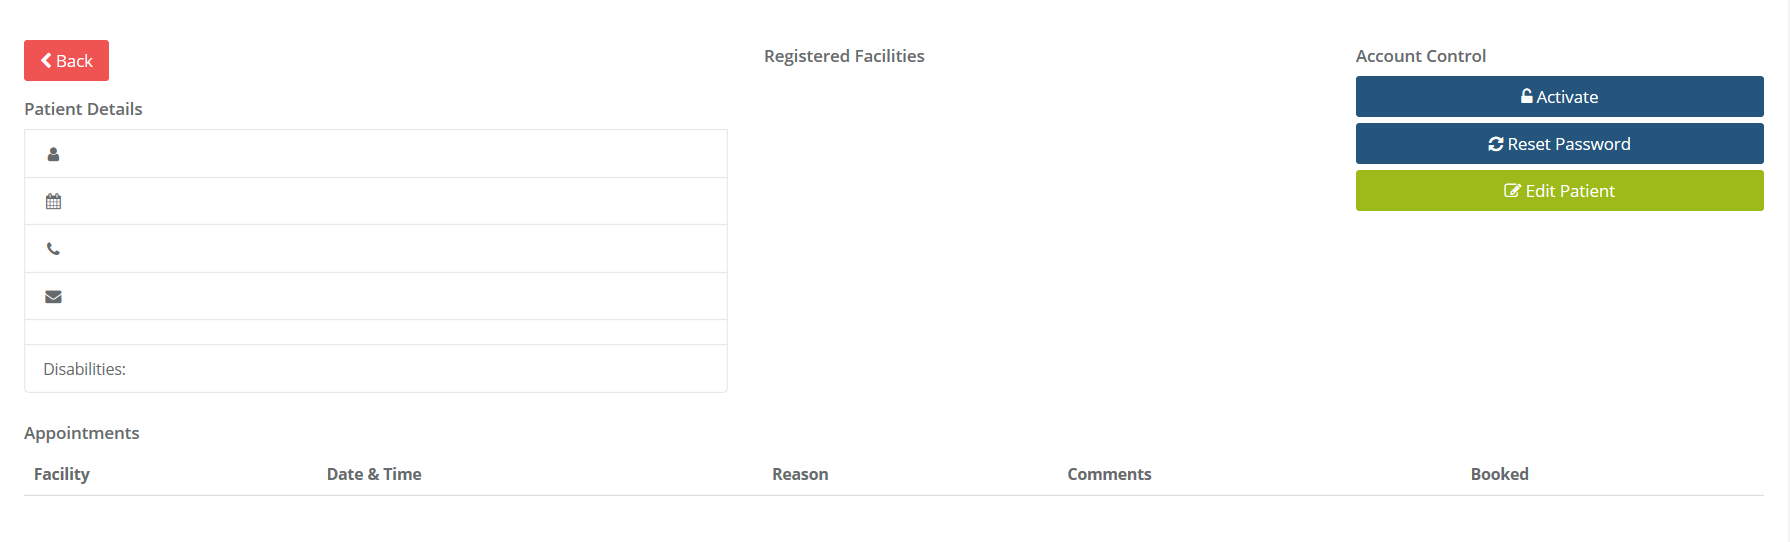 Back
Patient Details
Disabilities:
Registered Facilities
Account Control
Activate
Reset Password
Edit Patient
Appointments
Facility Date & Time Reason Comments Booked